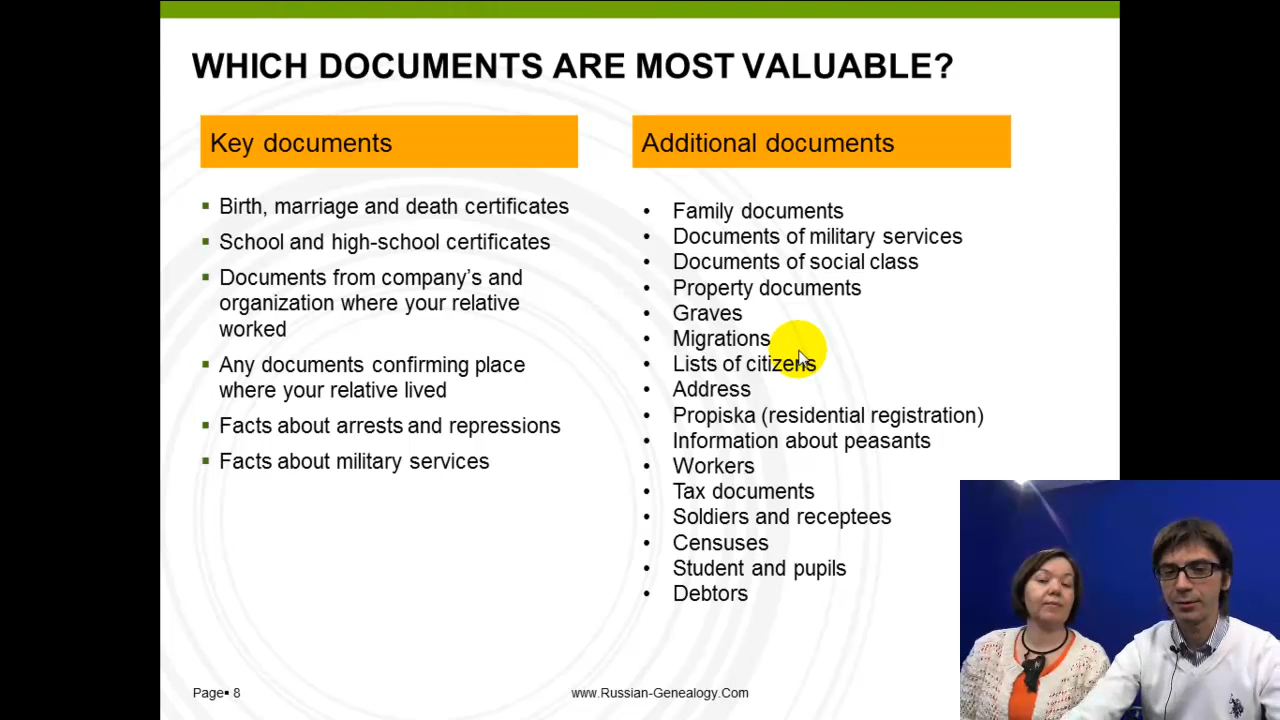 WHICH DOCUMENTS ARE MOST VALUABLE?
Key documents
▪ Birth, marriage and death certificates
▪ School and high-school certificates
▪ Documents from company’s and
organization where your relative
worked
▪ Any documents confirming place
where your relative lived
▪ Facts about arrests and repressions
▪ Facts about military services
Additional documents
• Family documents
• Documents of military services
• Documents of social class
• Property documents
• Graves
• Migrations
• Lists of citizens
• Address
• Propiska (residential registration)
• Information about peasants
• Workers
• Tax documents
• Soldiers and receptees
• Censuses
• Student and pupils
• Debtors
Page▪ 8
www.Russian-Genealogy.Com